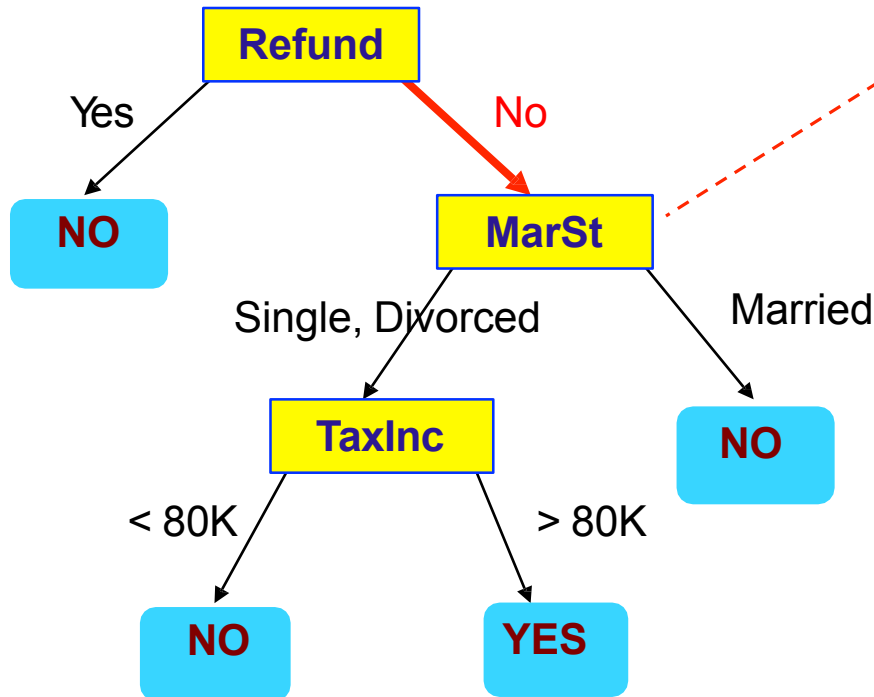 Refund
Yes
No
NO
MarSt
Single, Divorced
Married
TaxInc
NO
< 80K
> 80K
NO
YES